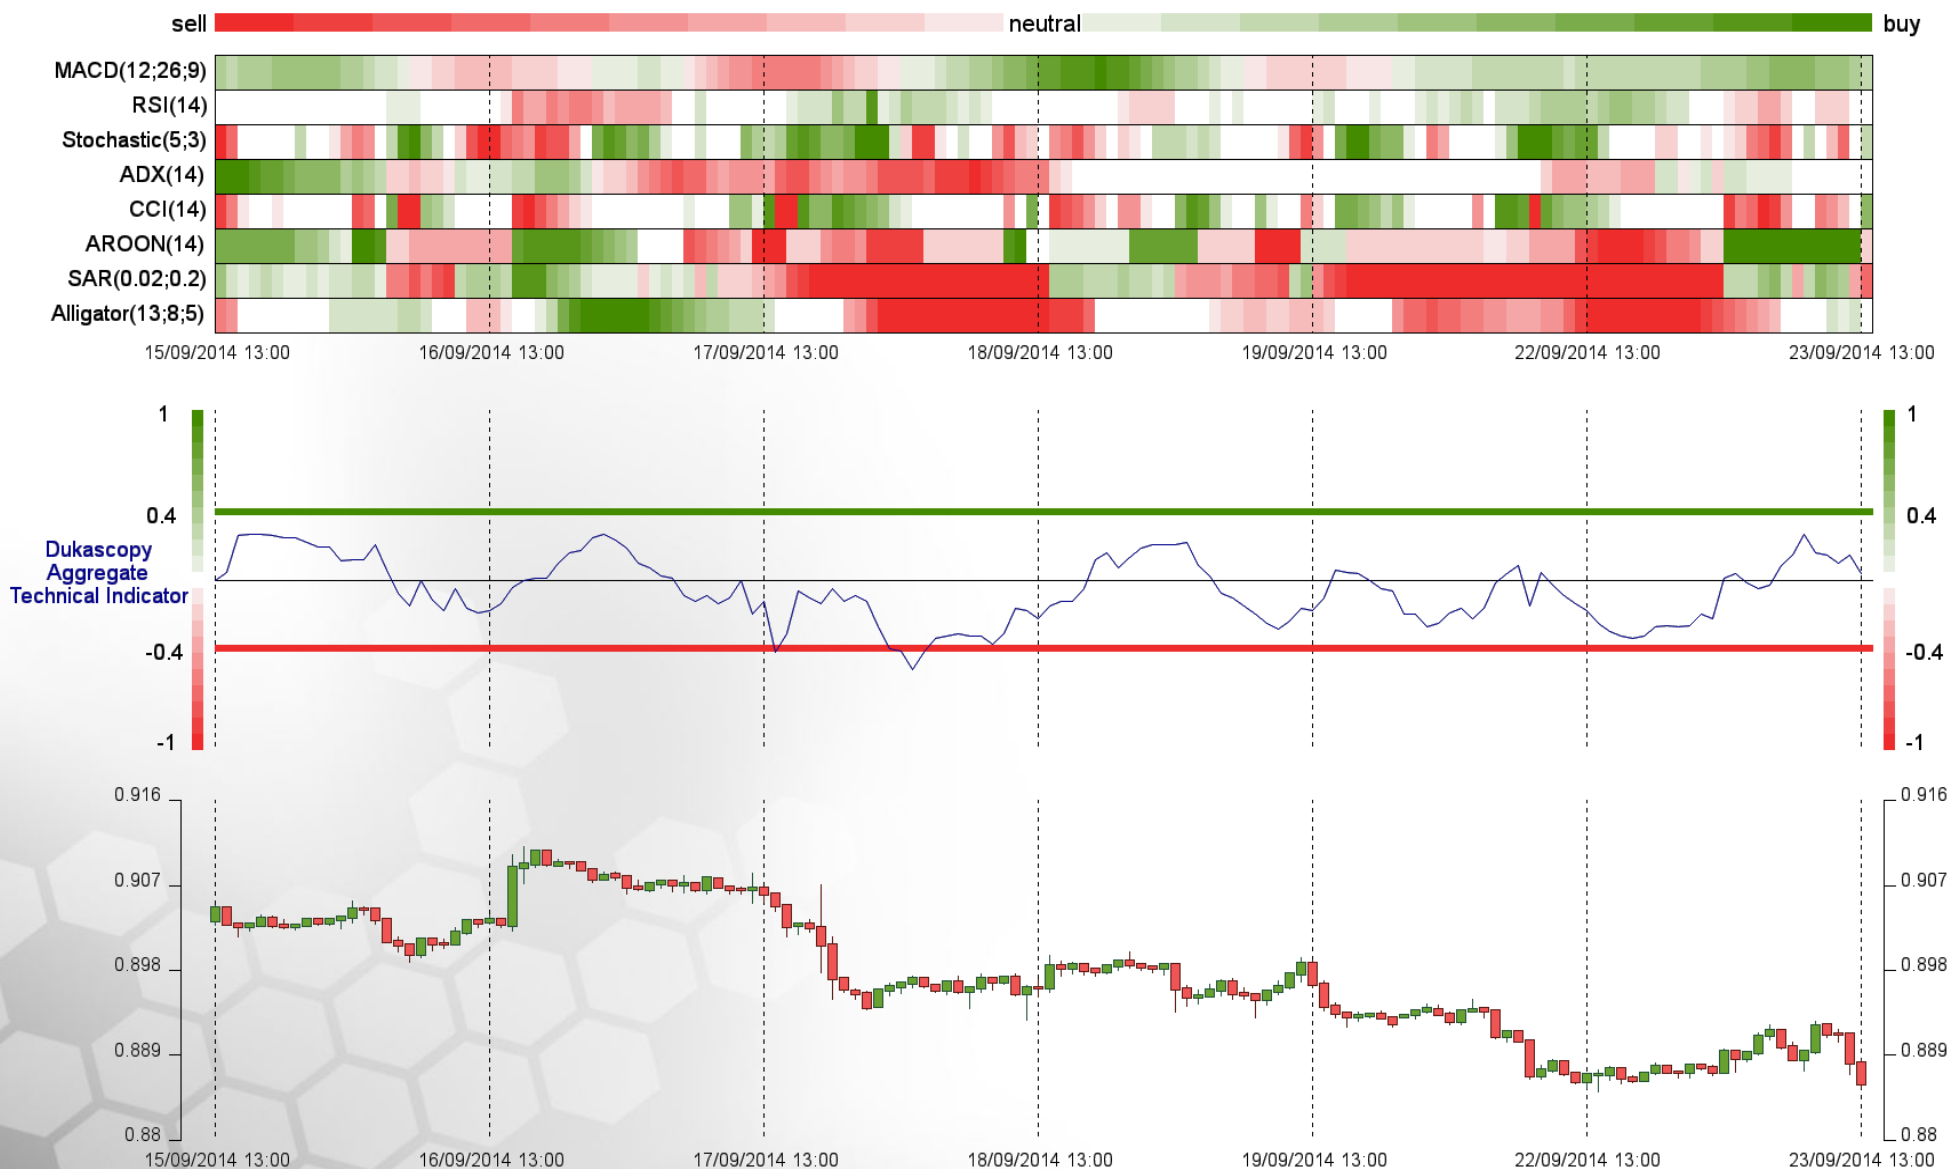 sell neutral buy
MACD(12;26;9)
RSI(14)
Stochastic(5;3)
ADX(14)
CCI(14)
AROON(14)
SAR(0.02;0.2)
Alligator(13;8;5)
15/09/2014 13:00 16/09/2014 13:00 17/09/2014 13:00 18/09/2014 13:00 19/09/2014 13:00 22/09/2014 13:00 23/09/2014 13:00
1 1
0.4 0.4
Dukascopy
Aggregate
Technical Indicator
-0.4 -0.4
-1 -1
0.916 0.916
0.907 0.907
0.898 0.898
0.889 0.889
0.88 0.88
15/09/2014 13:00 16/09/2014 13:00 17/09/2014 13:00 18/09/2014 13:00 19/09/2014 13:00 22/09/2014 13:00 23/09/2014 13:00